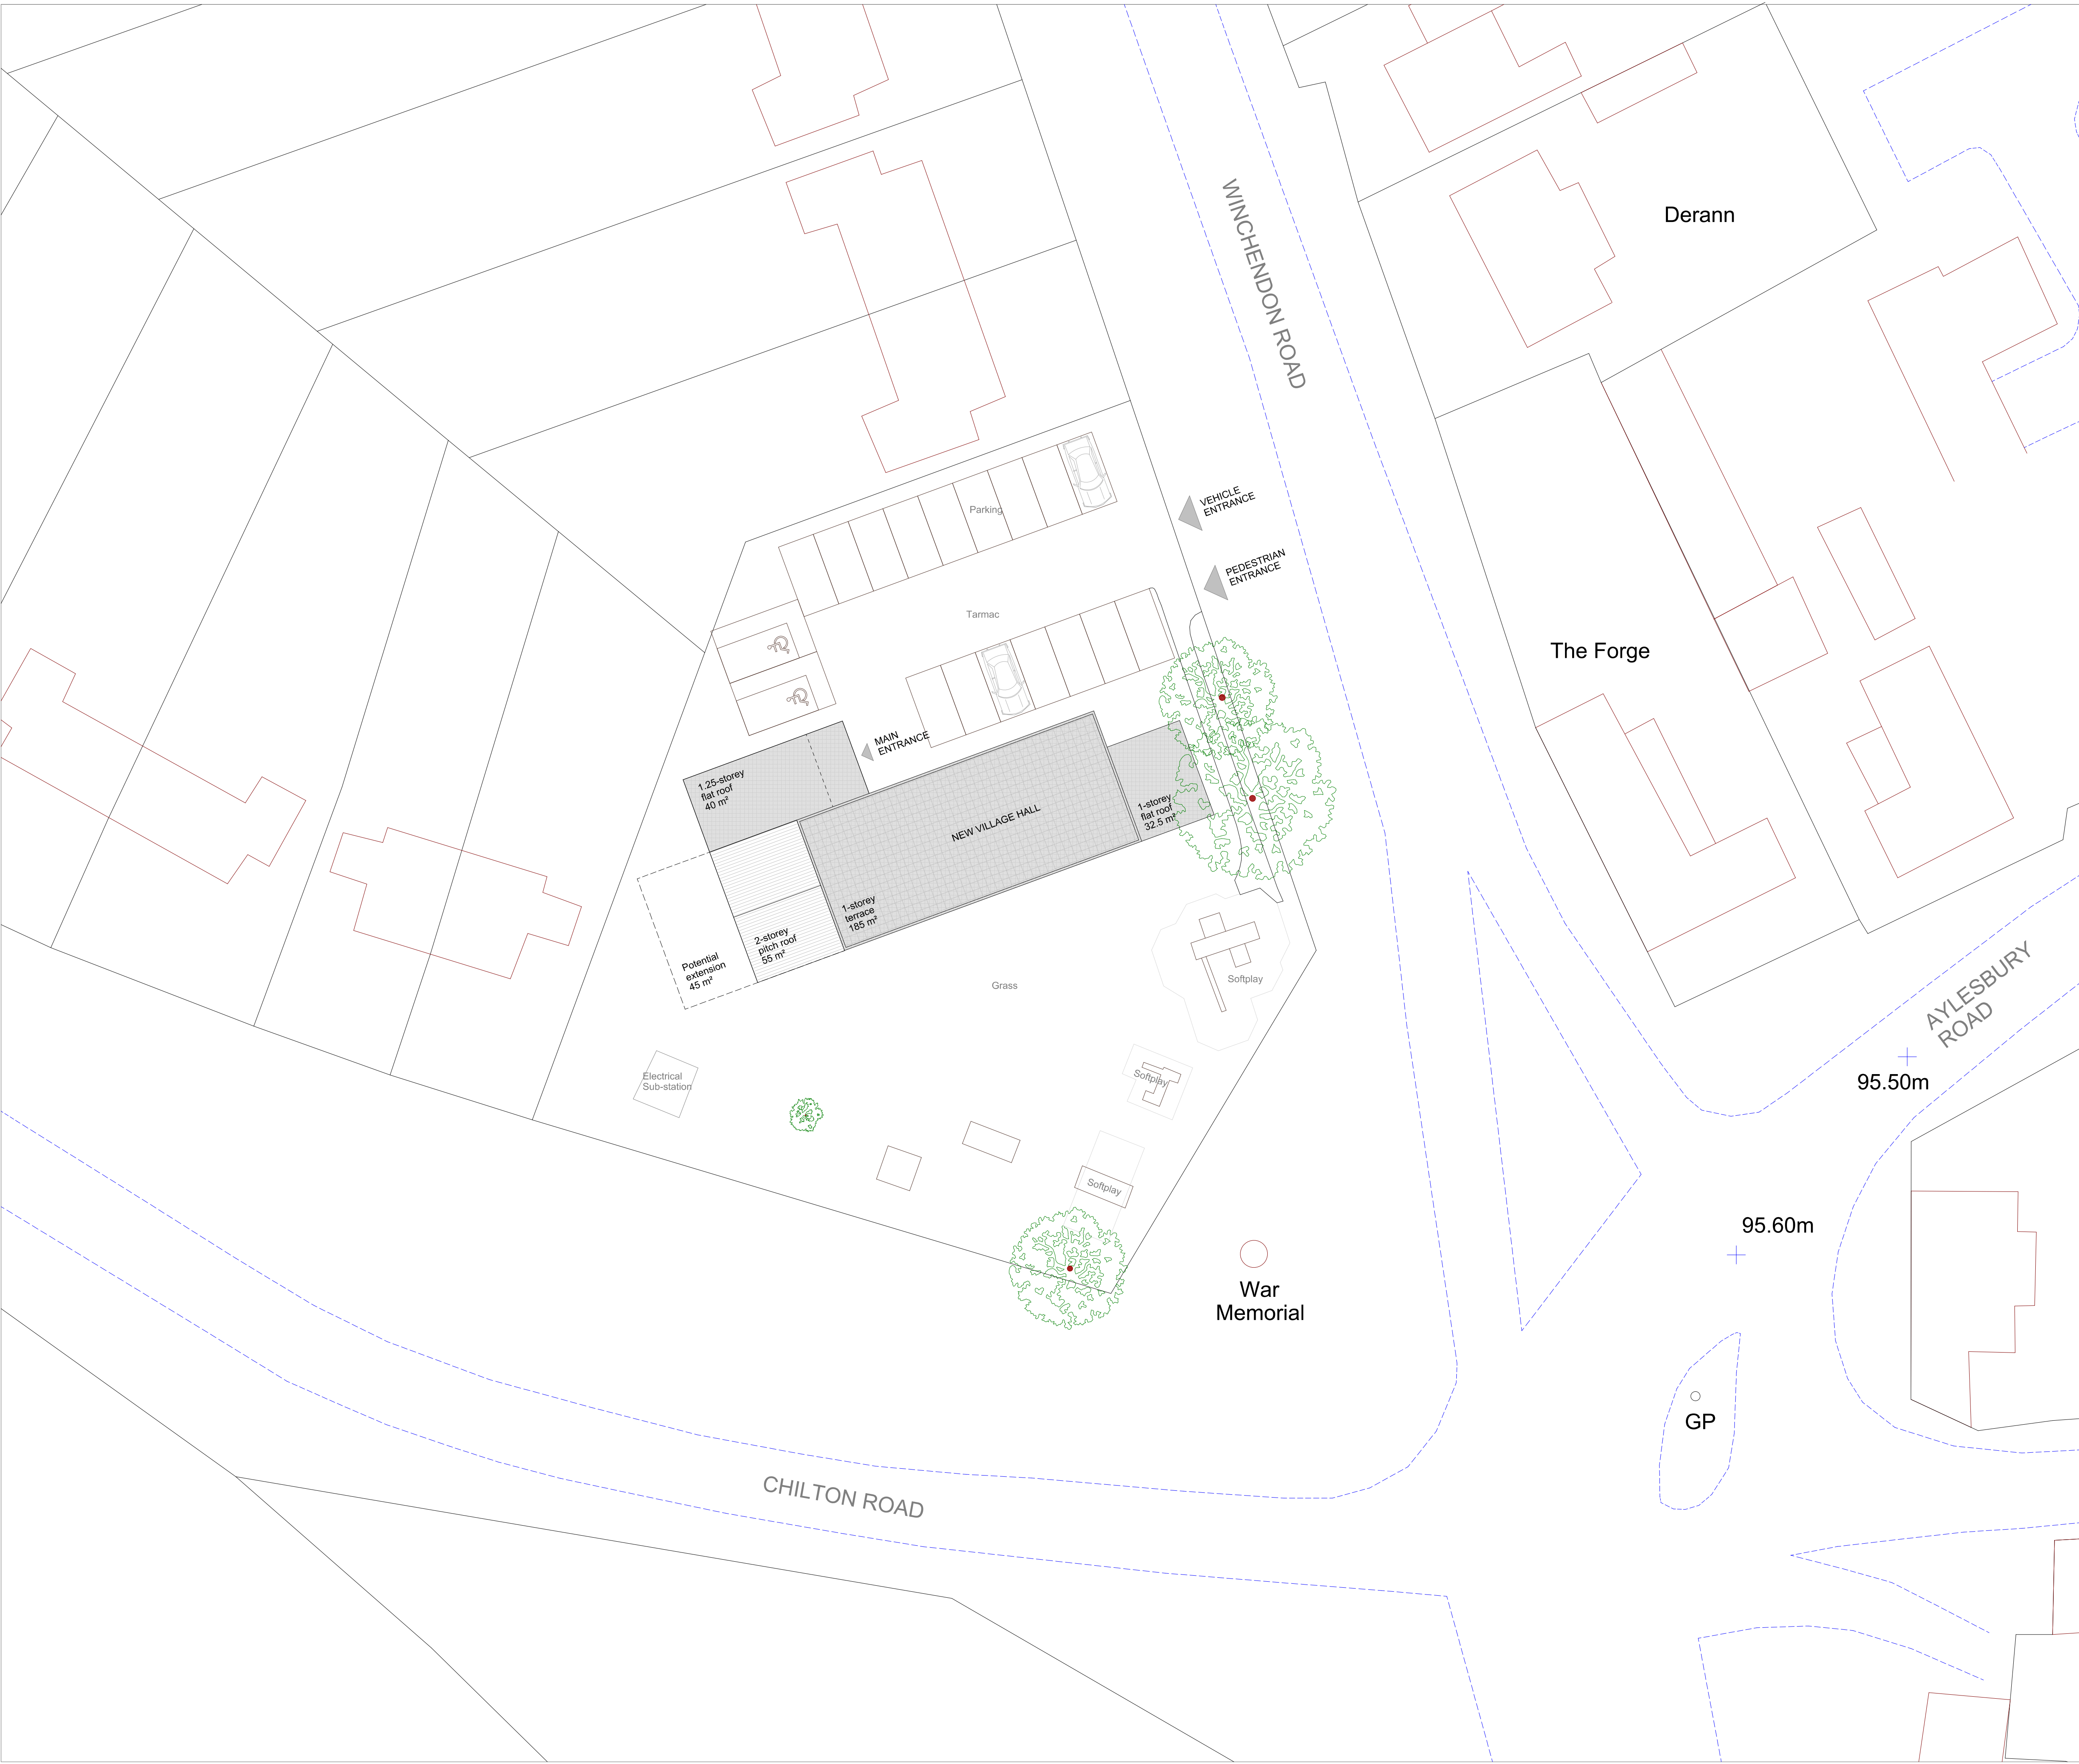 WINCHENDON ROAD
Derann
Parking
VEHICLE
ENTRANCE
PEDESTRIAN
ENTRANCE
Tarmac
The Forge
MAIN
ENTRANCE
1.25-storey
flat roof
40 m²
NEW VILLAGE HALL
1-storey
flat roof
32.5 m²
1-storey
terrace
185 m²
2-storey
pitch roof
55 m²
Potential
extension
45 m²
Grass
Softplay
AYLESBURY
ROAD
95.50m
Electrical
Sub-station
Softplay
Softplay
95.60m
War
Memorial
GP
CHILTON ROAD